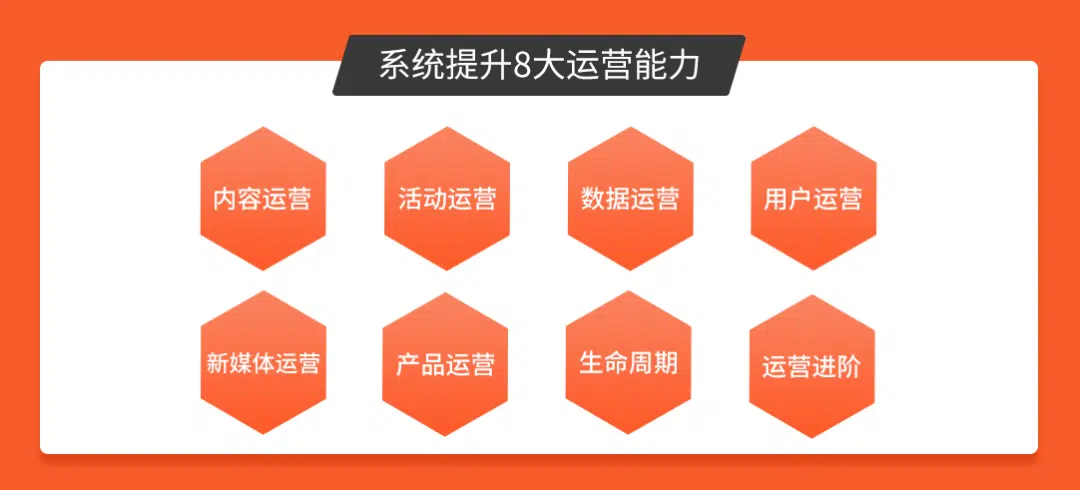 系统提升8大运营能力
内容运营
活动运营
数据运营
用户运营
新媒体运营
产品运营
生命周期
运营进阶